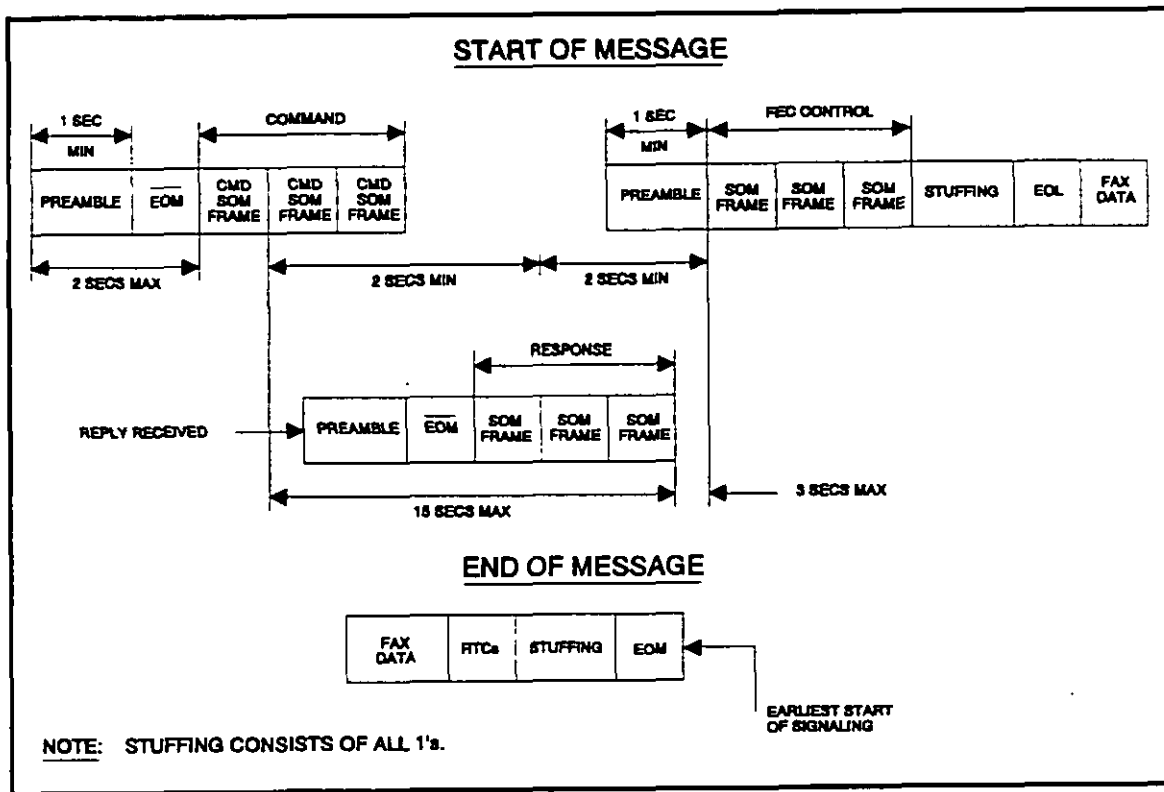 START OF MESSAGE
1 SEC
MIN
COMMAND
1 SEC
MIN
FEC CONTROL
PREAMBLE
EOM
CMD
SOM
FRAME
CMD
SOM
FRAME
CMD
SOM
FRAME
PREAMBLE
SOM
FRAME
SOM
FRAME
SOM
FRAME
STUFFING
EOL
FAX
DATA
2 SECS MAX
2 SECS MIN
2 SECS MIN
RESPONSE
REPLY RECEIVED
PREAMBLE
EOM
SOM
FRAME
SOM
FRAME
SOM
FRAME
15 SECS MAX
3 SECS MAX
END OF MESSAGE
FAX
DATA
RTCs
STUFFING
EOM
EARLIEST START
OF SIGNALING
NOTE: STUFFING CONSISTS OF ALL 1's.